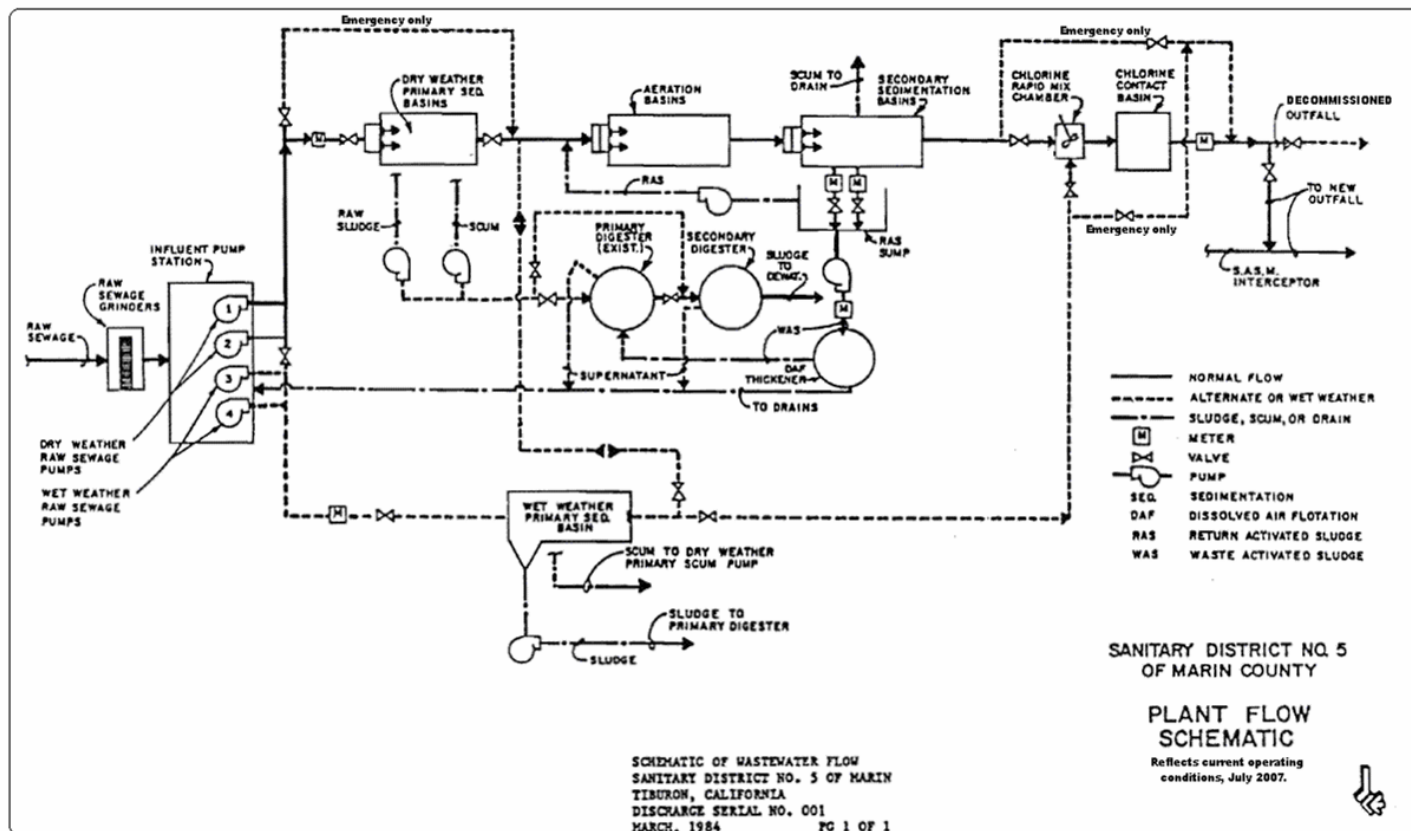 Emergency only
Emergency only
DRY WEATHER
PRIMARY SED.
BASINS
AERATION
BASINS
SCUM TO
DRAIN
SECONDARY
SEDIMENTATION
BASINS
CHLORINE
RAPID MIX
CHAMBER
CHLORINE
CONTACT
BASIN
DECOMMISSIONED
OUTFALL
M
M
RAS
M
M
RAW
SLUDGE
SCUM
TO NEW
OUTFALL
Emergency only
RAS
SUMP
S.A.S.M.
INTERCEPTOR
INFLUENT PUMP
STATION
PRIMARY
DIGESTER
(EXIST.)
SECONDARY
DIGESTER
SLUDGE
TO
DEWAT.
RAW
SEWAGE
GRINDERS
RAW
SEWAGE
1
2
3
4
M
WAS
DAF
THICKENER
SUPERNATANT
TO DRAINS
DRY WEATHER
RAW SEWAGE
PUMPS
WET WEATHER
RAW SEWAGE
PUMPS
M
WET WEATHER
PRIMARY SED.
BASIN
SCUM TO DRY WEATHER
PRIMARY SCUM PUMP
SLUDGE TO
PRIMARY DIGESTER
SLUDGE
NORMAL FLOW
ALTERNATE OR WET WEATHER
SLUDGE, SCUM, OR DRAIN
M METER
VALVE
PUMP
SED. SEDIMENTATION
DAF DISSOLVED AIR FLOTATION
RAS RETURN ACTIVATED SLUDGE
WAS WASTE ACTIVATED SLUDGE
SANITARY DISTRICT NO. 5
OF MARIN COUNTY
PLANT FLOW
SCHEMATIC
Reflects current operating
conditions, July 2007.
SCHEMATIC OF WASTEWATER FLOW
SANITARY DISTRICT NO. 5 OF MARIN
TIBURON, CALIFORNIA
DISCHARGE SERIAL NO. 001
MARCH, 1984 PG 1 OF 1